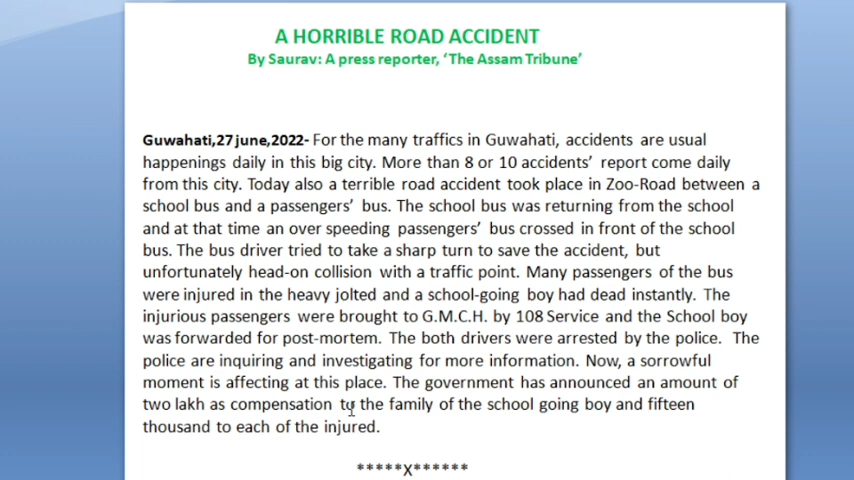 A HORRIBLE ROAD ACCIDENT
By Saurav: A press reporter, ‘The Assam Tribune’
Guwahati,27 june,2022- For the many traffics in Guwahati, accidents are usual
happenings daily in this big city. More than 8 or 10 accidents’ report come daily
from this city. Today also a terrible road accident took place in Zoo-Road between a
school bus and a passengers’ bus. The school bus was returning from the school
and at that time an over speeding passengers’ bus crossed in front of the school
bus. The bus driver tried to take a sharp turn to save the accident, but
unfortunately head-on collision with a traffic point. Many passengers of the bus
were injured in the heavy jolted and a school-going boy had dead instantly. The
injurious passengers were brought to G.M.C.H. by 108 Service and the School boy
was forwarded for post-mortem. The both drivers were arrested by the police. The
police are inquiring and investigating for more information. Now, a sorrowful
moment is affecting at this place. The government has announced an amount of
two lakh as compensation to the family of the school going boy and fifteen
thousand to each of the injured.
*****X******